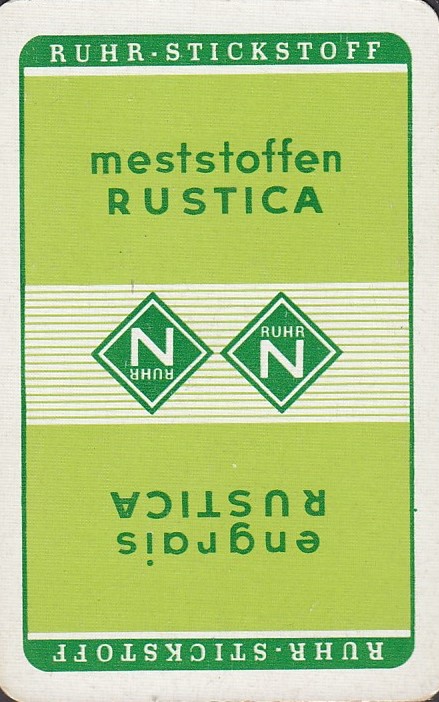 RUHR-STICKSTOFF
meststoffen
RUSTICA
N
RUHR
RUHR
N
engrais
RUSTICA
RUHR-STICKSTOFF